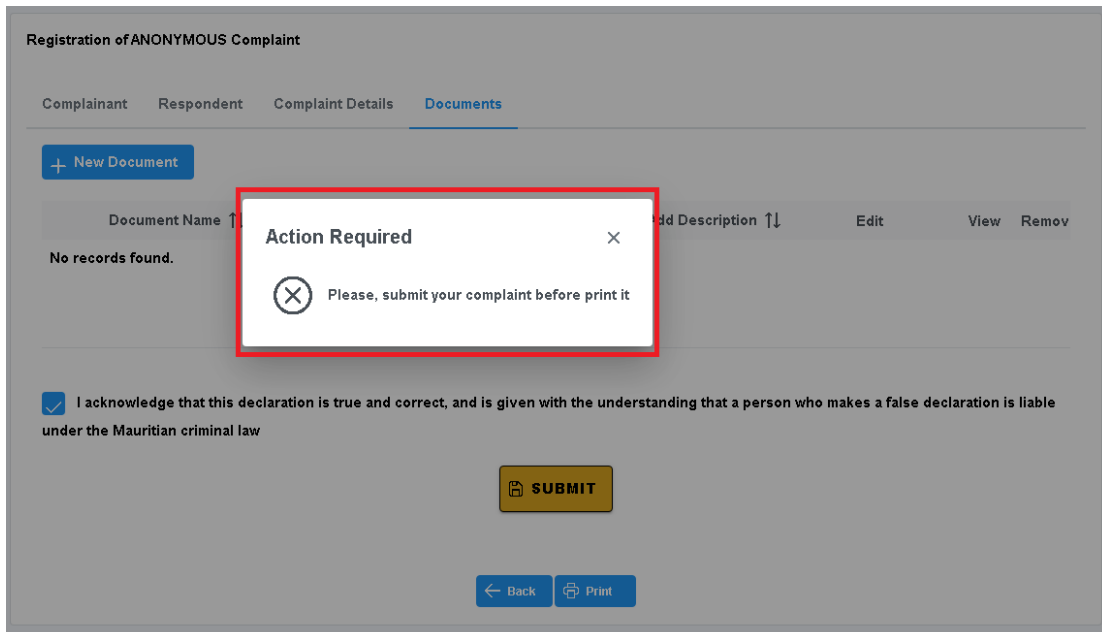 Registration of ANONYMOUS Complaint
Complainant Respondent Complaint Details Documents
New Document
Document Name Add Description Edit View Remov
Action Required
No records found.
Please, submit your complaint before print it
I acknowledge that this declaration is true and correct, and is given with the understanding that a person who makes a false declaration is liable
under the Mauritian criminal law
SUBMIT
Back Print